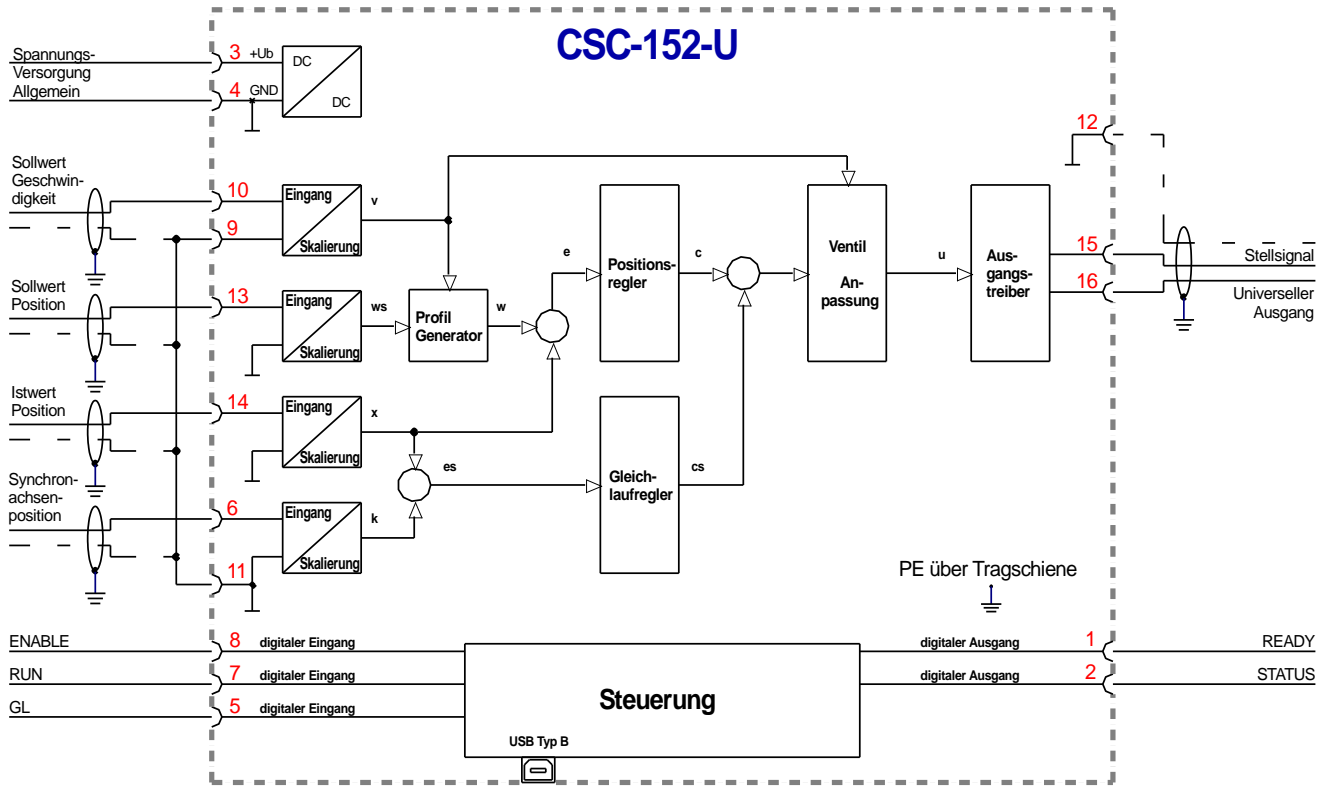 CSC-152-U
Spannungs-
Versorgung
Allgemein
3
+Ub
4
GND
DC
DC
12
Sollwert
Geschwin-
digkeit
10
9
Eingang
Skalierung
v
Sollwert
Position
13
Eingang
Skalierung
ws
Profil
Generator
w
e
Positions-
regler
c
Ventil
An-
passung
u
Aus-
gangs-
treiber
15
16
Stellsignal
Universeller
Ausgang
Istwert
Position
14
Eingang
Skalierung
x
es
Gleich-
laufregler
cs
Synchron-
achsen-
position
6
11
Eingang
Skalierung
k
PE über Tragschiene
ENABLE
8
digitaler Eingang
RUN
7
digitaler Eingang
GL
5
digitaler Eingang
Steuerung
USB Typ B
digitaler Ausgang
1
READY
digitaler Ausgang
2
STATUS